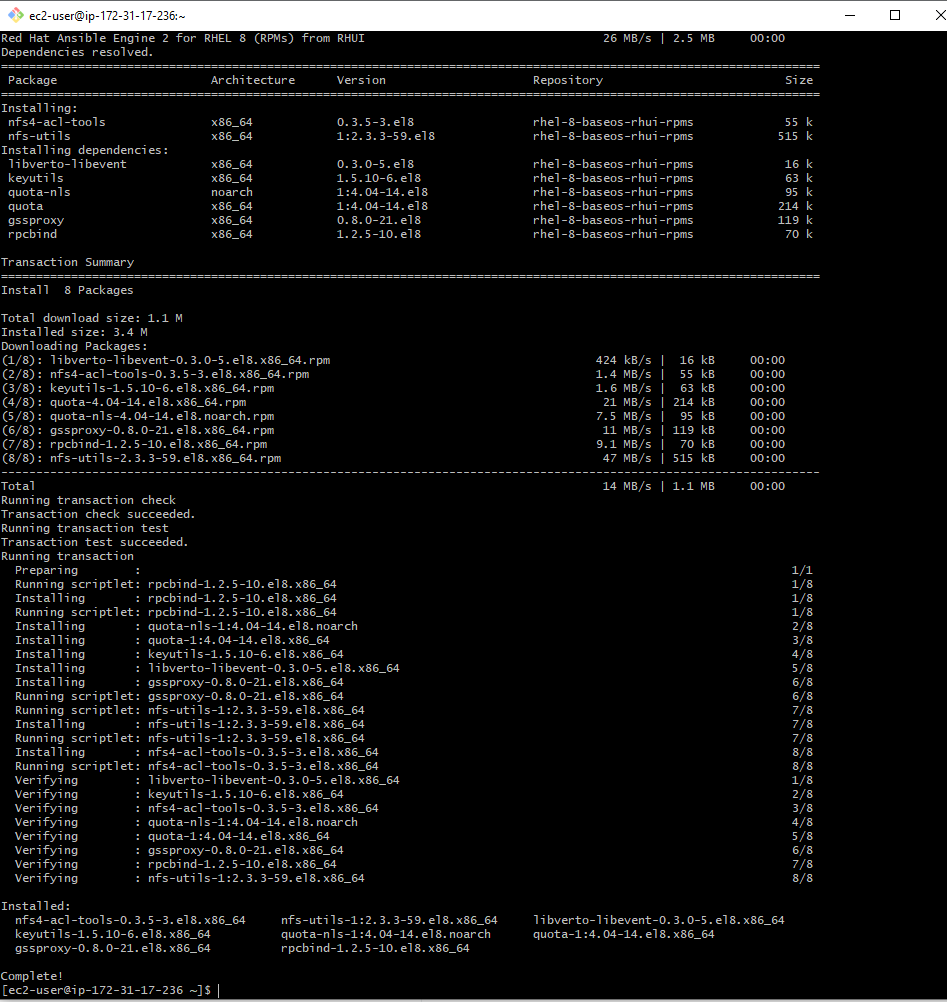 ec2-user@ip-172-31-17-236:~
Red Hat Ansible Engine 2 for RHEL 8 (RPMs) from RHUI 26 MB/s | 2.5 MB 00:00
Dependencies resolved.
================================================================================
Package Architecture Version Repository Size
================================================================================
Installing:
nfs4-acl-tools x86_64 0.3.5-3.el8 rhel-8-baseos-rhui-rpms 55 k
nfs-utils x86_64 1:2.3.3-59.el8 rhel-8-baseos-rhui-rpms 515 k
Installing dependencies:
libverto-libevent x86_64 0.3.0-5.el8 rhel-8-baseos-rhui-rpms 16 k
keyutils x86_64 1.5.10-6.el8 rhel-8-baseos-rhui-rpms 63 k
quota-nls noarch 1:4.04-14.el8 rhel-8-baseos-rhui-rpms 95 k
quota x86_64 1:4.04-14.el8 rhel-8-baseos-rhui-rpms 214 k
gssproxy x86_64 0.8.0-21.el8 rhel-8-baseos-rhui-rpms 119 k
rpcbind x86_64 1.2.5-10.el8 rhel-8-baseos-rhui-rpms 70 k
Transaction Summary
================================================================================
Install 8 Packages
Total download size: 1.1 M
Installed size: 3.4 M
Downloading Packages:
(1/8): libverto-libevent-0.3.0-5.el8.x86_64.rpm 424 kB/s | 16 kB 00:00
(2/8): nfs4-acl-tools-0.3.5-3.el8.x86_64.rpm 1.4 MB/s | 55 kB 00:00
(3/8): keyutils-1.5.10-6.el8.x86_64.rpm 1.6 MB/s | 63 kB 00:00
(4/8): quota-4.04-14.el8.x86_64.rpm 21 MB/s | 214 kB 00:00
(5/8): quota-nls-4.04-14.el8.noarch.rpm 7.5 MB/s | 95 kB 00:00
(6/8): gssproxy-0.8.0-21.el8.x86_64.rpm 11 MB/s | 119 kB 00:00
(7/8): rpcbind-1.2.5-10.el8.x86_64.rpm 9.1 MB/s | 70 kB 00:00
(8/8): nfs-utils-2.3.3-59.el8.x86_64.rpm 47 MB/s | 515 kB 00:00
--------------------------------------------------------------------------------
Total 14 MB/s | 1.1 MB 00:00
Running transaction check
Transaction check succeeded.
Running transaction test
Transaction test succeeded.
Running transaction
Preparing : 1/1
Running scriptlet: rpcbind-1.2.5-10.el8.x86_64 1/8
Installing : rpcbind-1.2.5-10.el8.x86_64 1/8
Running scriptlet: rpcbind-1.2.5-10.el8.x86_64 1/8
Installing : quota-nls-1:4.04-14.el8.noarch 2/8
Installing : quota-1:4.04-14.el8.x86_64 3/8
Installing : keyutils-1.5.10-6.el8.x86_64 4/8
Installing : libverto-libevent-0.3.0-5.el8.x86_64 5/8
Installing : gssproxy-0.8.0-21.el8.x86_64 6/8
Running scriptlet: gssproxy-0.8.0-21.el8.x86_64 6/8
Running scriptlet: nfs-utils-1:2.3.3-59.el8.x86_64 7/8
Installing : nfs-utils-1:2.3.3-59.el8.x86_64 7/8
Running scriptlet: nfs-utils-1:2.3.3-59.el8.x86_64 7/8
Installing : nfs4-acl-tools-0.3.5-3.el8.x86_64 8/8
Running scriptlet: nfs4-acl-tools-0.3.5-3.el8.x86_64 8/8
Verifying : libverto-libevent-0.3.0-5.el8.x86_64 1/8
Verifying : keyutils-1.5.10-6.el8.x86_64 2/8
Verifying : nfs4-acl-tools-0.3.5-3.el8.x86_64 3/8
Verifying : quota-nls-1:4.04-14.el8.noarch 4/8
Verifying : quota-1:4.04-14.el8.x86_64 5/8
Verifying : gssproxy-0.8.0-21.el8.x86_64 6/8
Verifying : rpcbind-1.2.5-10.el8.x86_64 7/8
Verifying : nfs-utils-1:2.3.3-59.el8.x86_64 8/8
Installed:
nfs4-acl-tools-0.3.5-3.el8.x86_64 nfs-utils-1:2.3.3-59.el8.x86_64 libverto-libevent-0.3.0-5.el8.x86_64
keyutils-1.5.10-6.el8.x86_64 quota-nls-1:4.04-14.el8.noarch quota-1:4.04-14.el8.x86_64
gssproxy-0.8.0-21.el8.x86_64 rpcbind-1.2.5-10.el8.x86_64
Complete!
[ec2-user@ip-172-31-17-236 ~]$